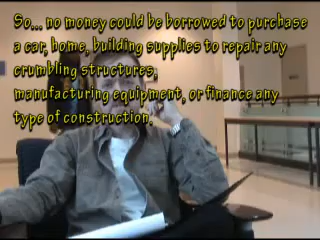 So... no money could be borrowed to purchase
a car, home, building supplies to repair any
crumbling structures,
manufacturing equipment, or finance any
type of construction.